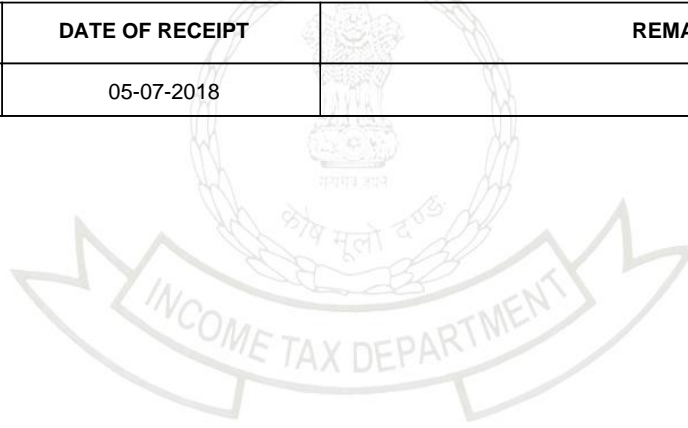 DATE OF RECEIPT
REMA
05-07-2018
कोष मूलो दण्डः
INCOME TAX DEPARTMENT